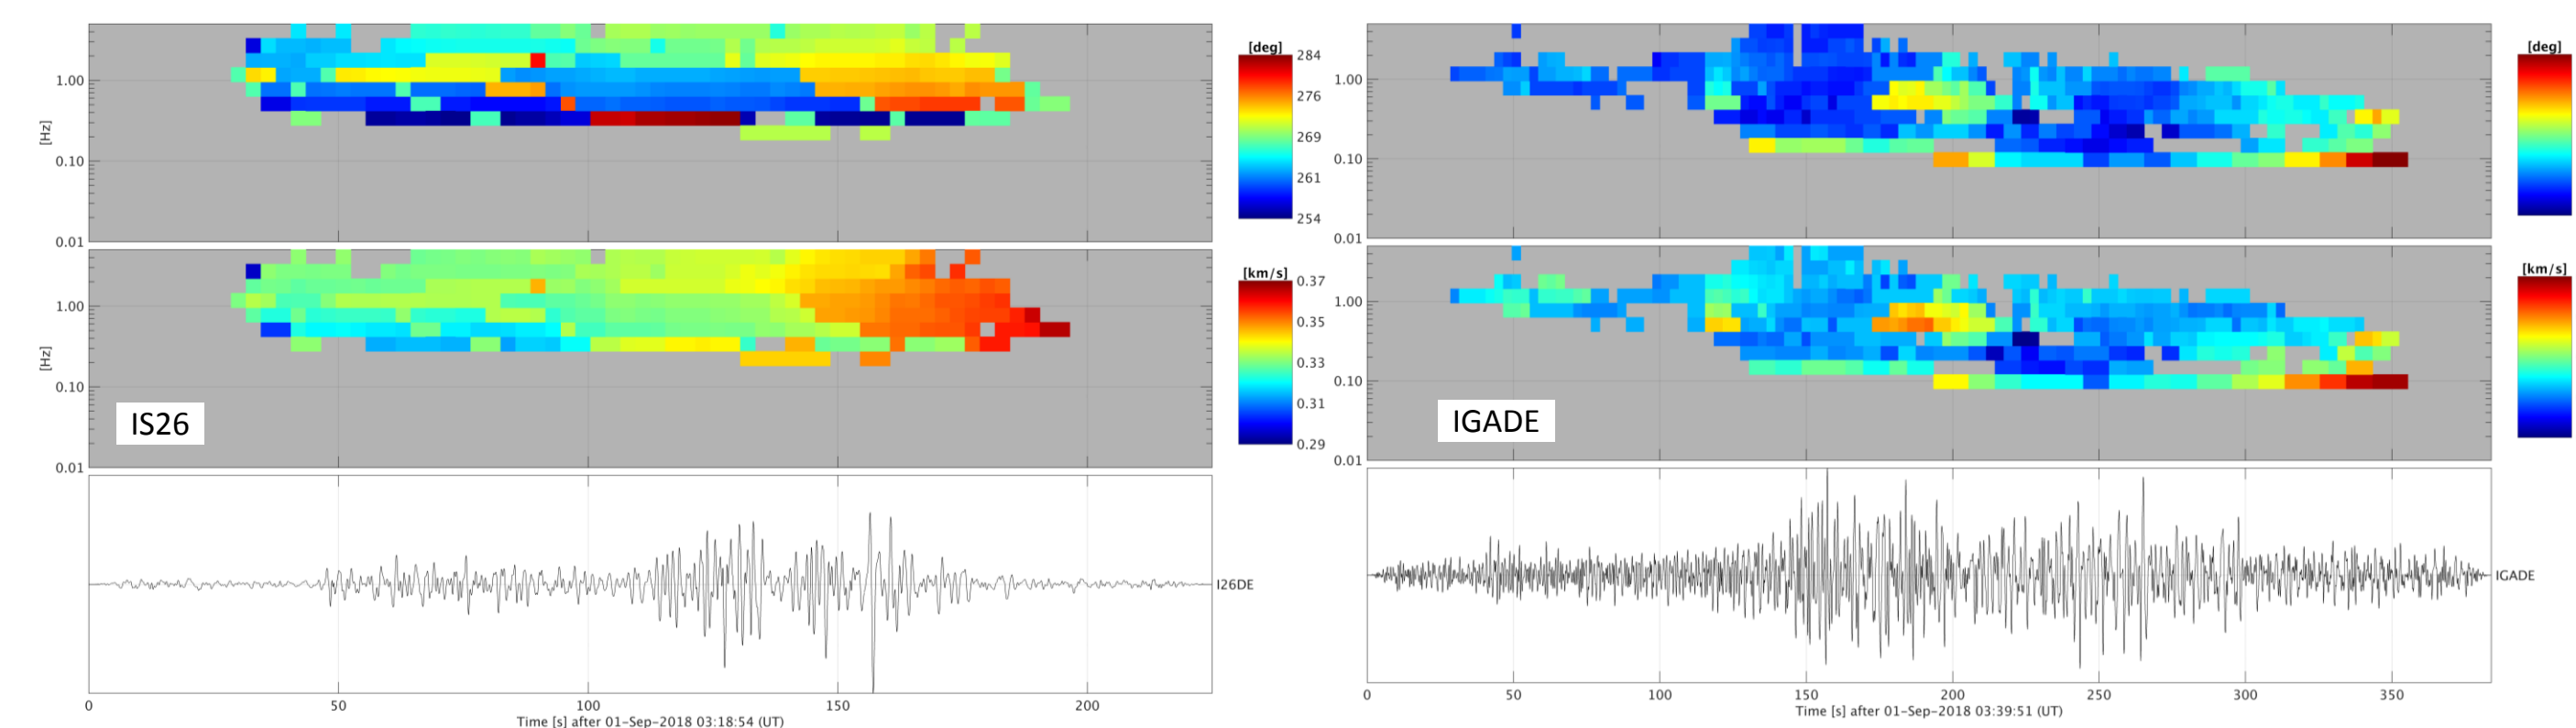 [deg]
284
276
269
261
254
1.00
0.10
0.01
[Hz]
[km/s]
0.37
0.35
0.33
0.31
0.29
1.00
0.10
0.01
[Hz]
IS26
I26DE
0 50 100 150 200
Time [s] after 01-Sep-2018 03:18:54 (UT)
[deg]
1.00
0.10
0.01
[km/s]
1.00
0.10
0.01
IGADE
IGADE
0 50 100 150 200 250 300 350
Time [s] after 01-Sep-2018 03:39:51 (UT)